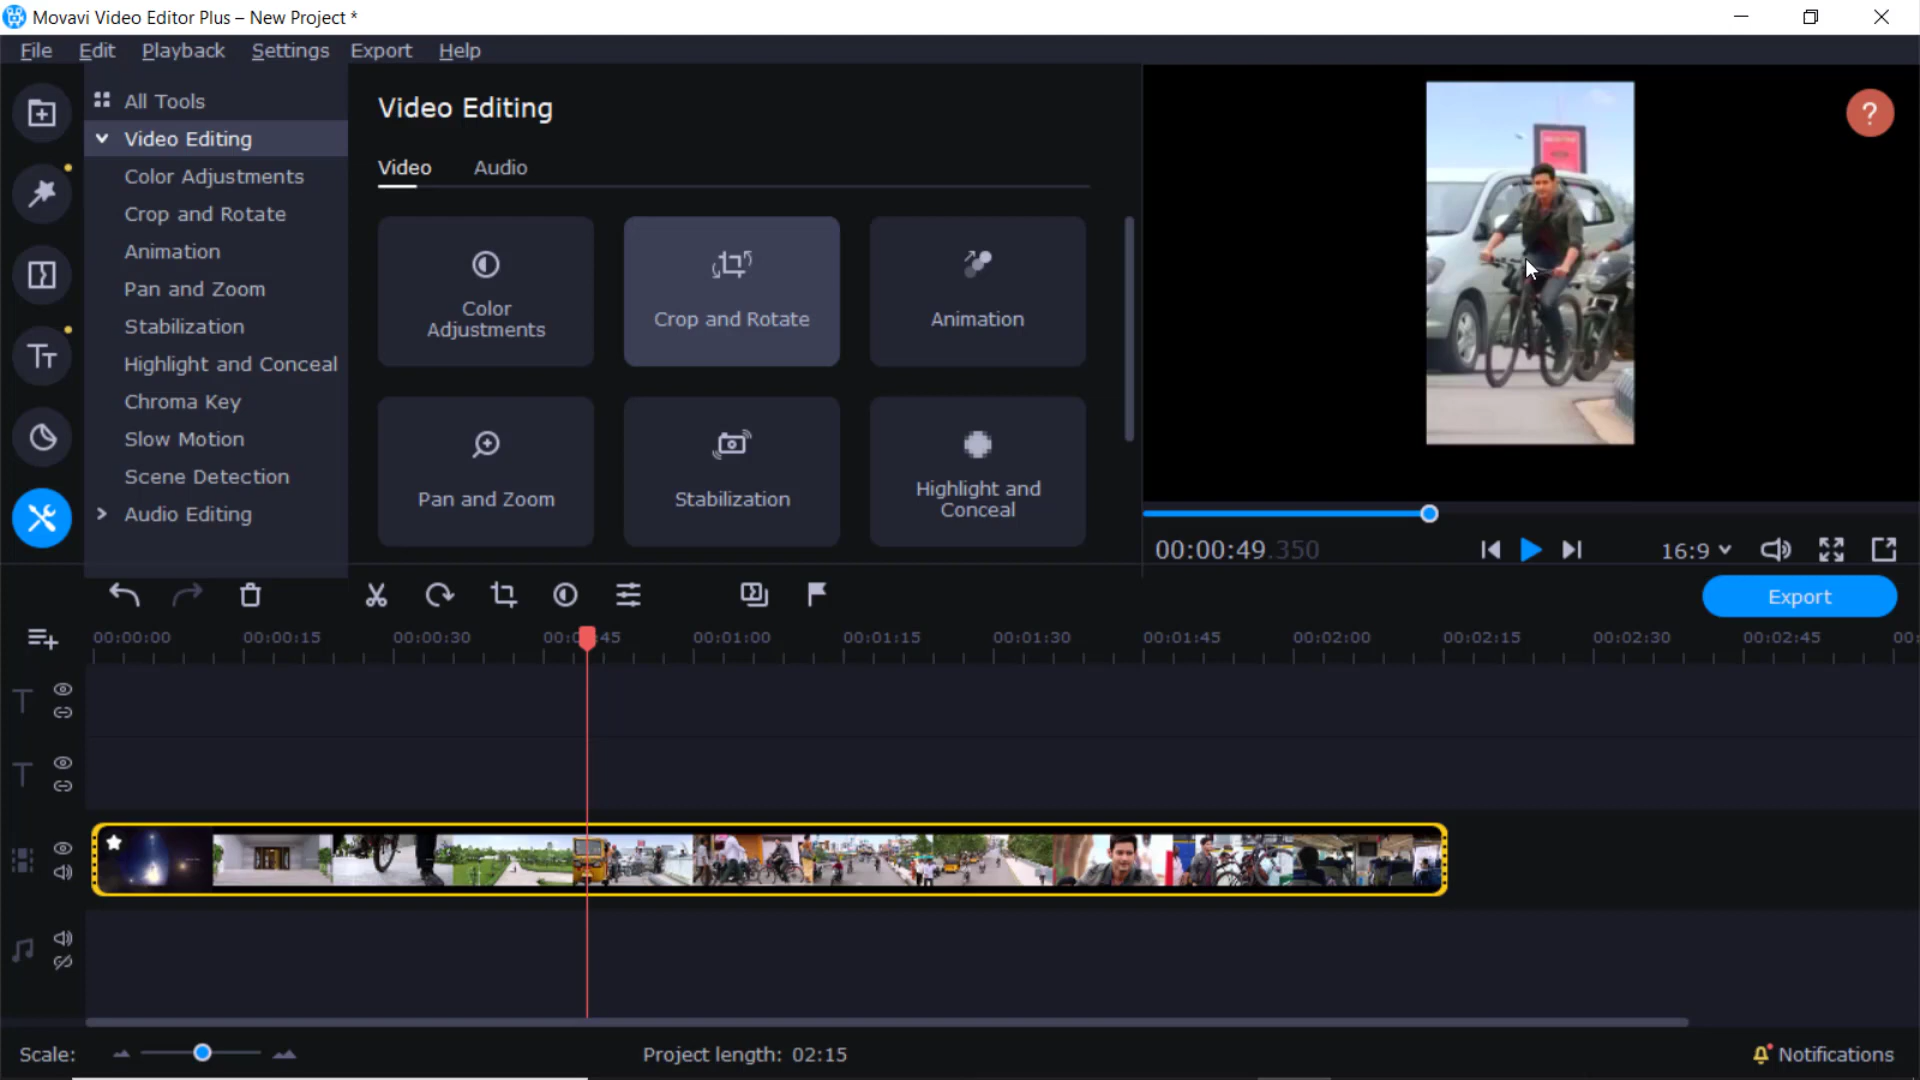 Movavi Video Editor Plus – New Project *
File Edit Playback Settings Export Help
All Tools
Video Editing
Color Adjustments
Crop and Rotate
Animation
Pan and Zoom
Stabilization
Highlight and Conceal
Chroma Key
Slow Motion
Scene Detection
Audio Editing
Video Editing
Video Audio
Color
Adjustments
Crop and Rotate
Animation
Pan and Zoom
Stabilization
Highlight and
Conceal
?
00:00:49.350
16:9
Export
00:00:00 00:00:15 00:00:30 00:0 :45 00:01:00 00:01:15 00:01:30 00:01:45 00:02:00 00:02:15 00:02:30 00:02:45 00:
Scale:
Project length: 02:15
Notifications